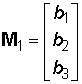 M₁ = [b₁
b₂
b₃]